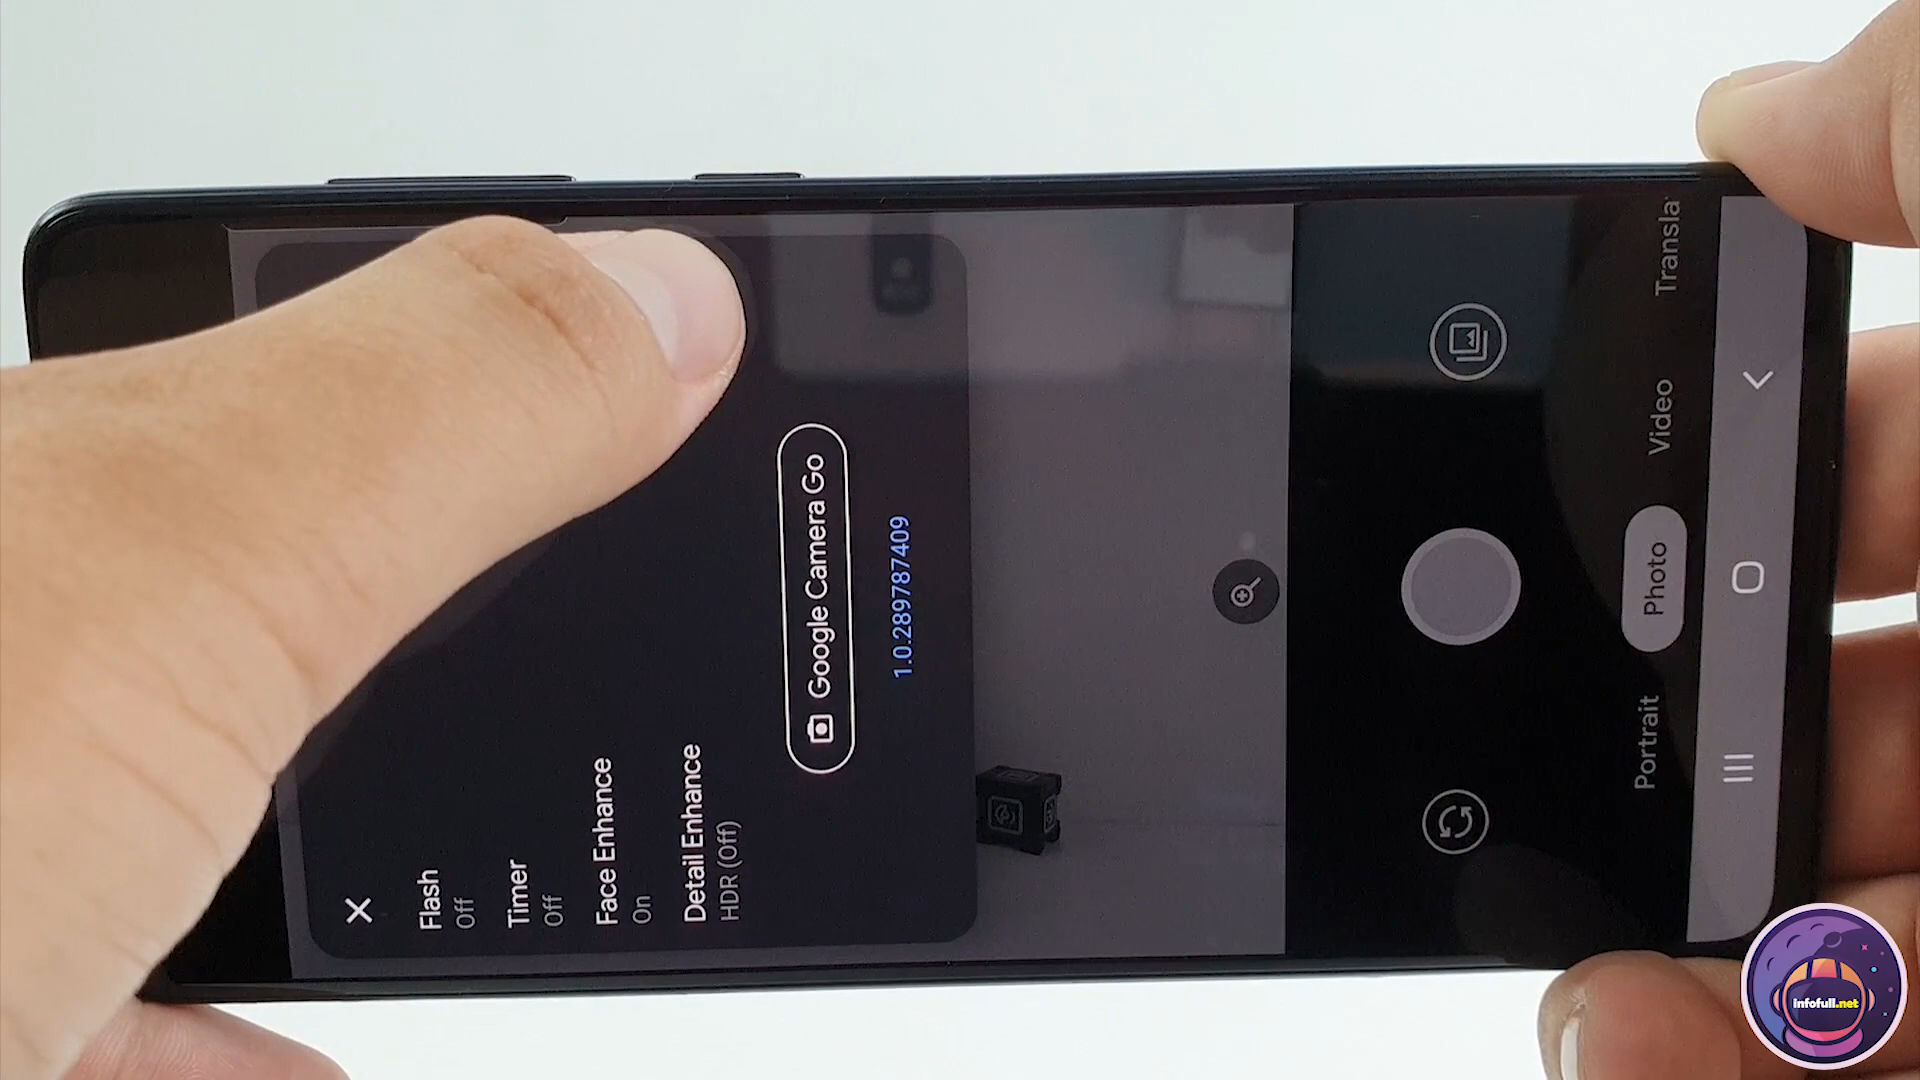 Flash
Off
Timer
Off
Face Enhance
On
Detail Enhance
HDR (Off)
Google Camera Go
1.0.289787409
Portrait
Photo
Video
Transla
infofull.net